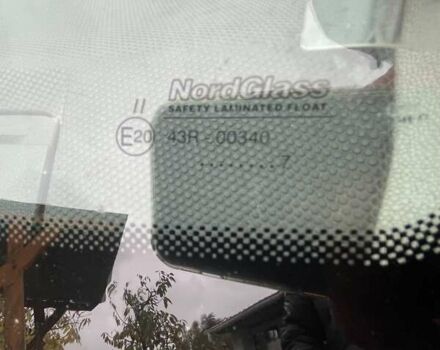 NordGlass
SAFETY LAMINATED FLOAT
II
E20 43R - 00340
........7